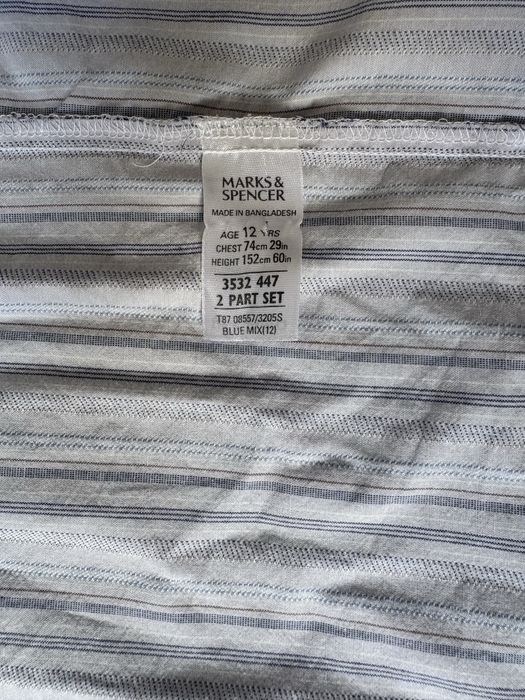 MARKS &
SPENCER
MADE IN BANGLADESH
AGE 12 YRS
CHEST 74cm 29in
HEIGHT 152cm 60in
3532 447
2 PART SET
T87 08557/3205S
BLUE MIX(12)